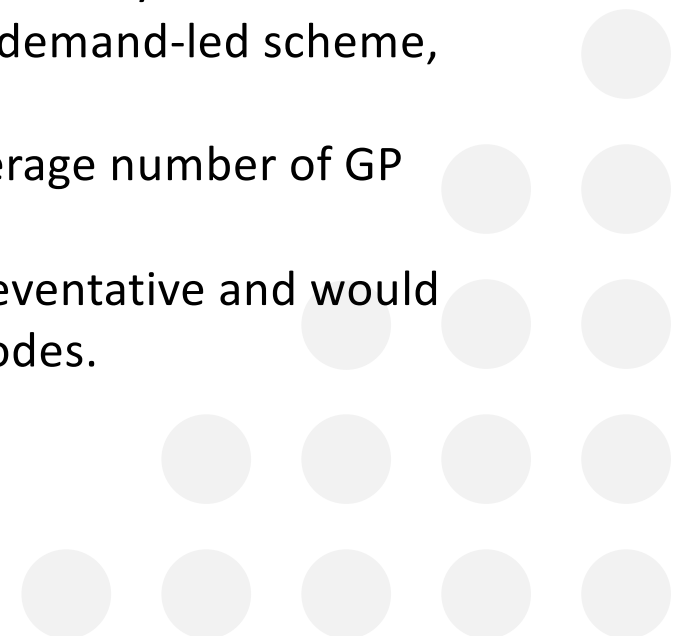 demand-led scheme,
erage number of GP
eventative and would
odes.